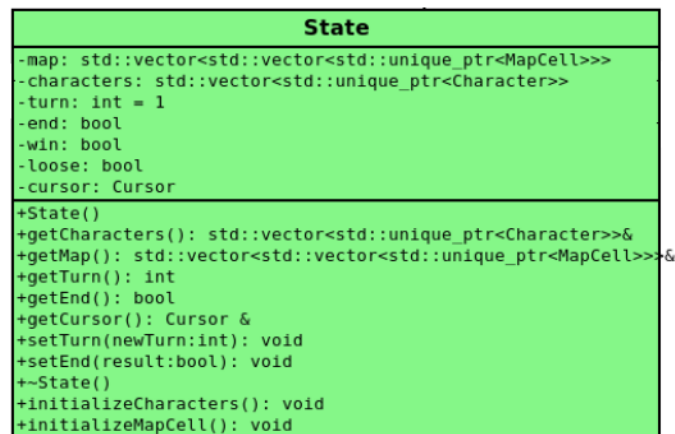 State
-map: std::vector<std::vector<std::unique_ptr<MapCell>>>
-characters: std::vector<std::unique_ptr<Character>>
-turn: int = 1
-end: bool
-win: bool
-loose: bool
-cursor: Cursor
+State()
+getCharacters(): std::vector<std::unique_ptr<Character>>&
+getMap(): std::vector<std::vector<std::unique_ptr<MapCell>>>&
+getTurn(): int
+getEnd(): bool
+getCursor(): Cursor &
+setTurn(newTurn:int): void
+setEnd(result:bool): void
+~State()
+initializeCharacters(): void
+initializeMapCell(): void